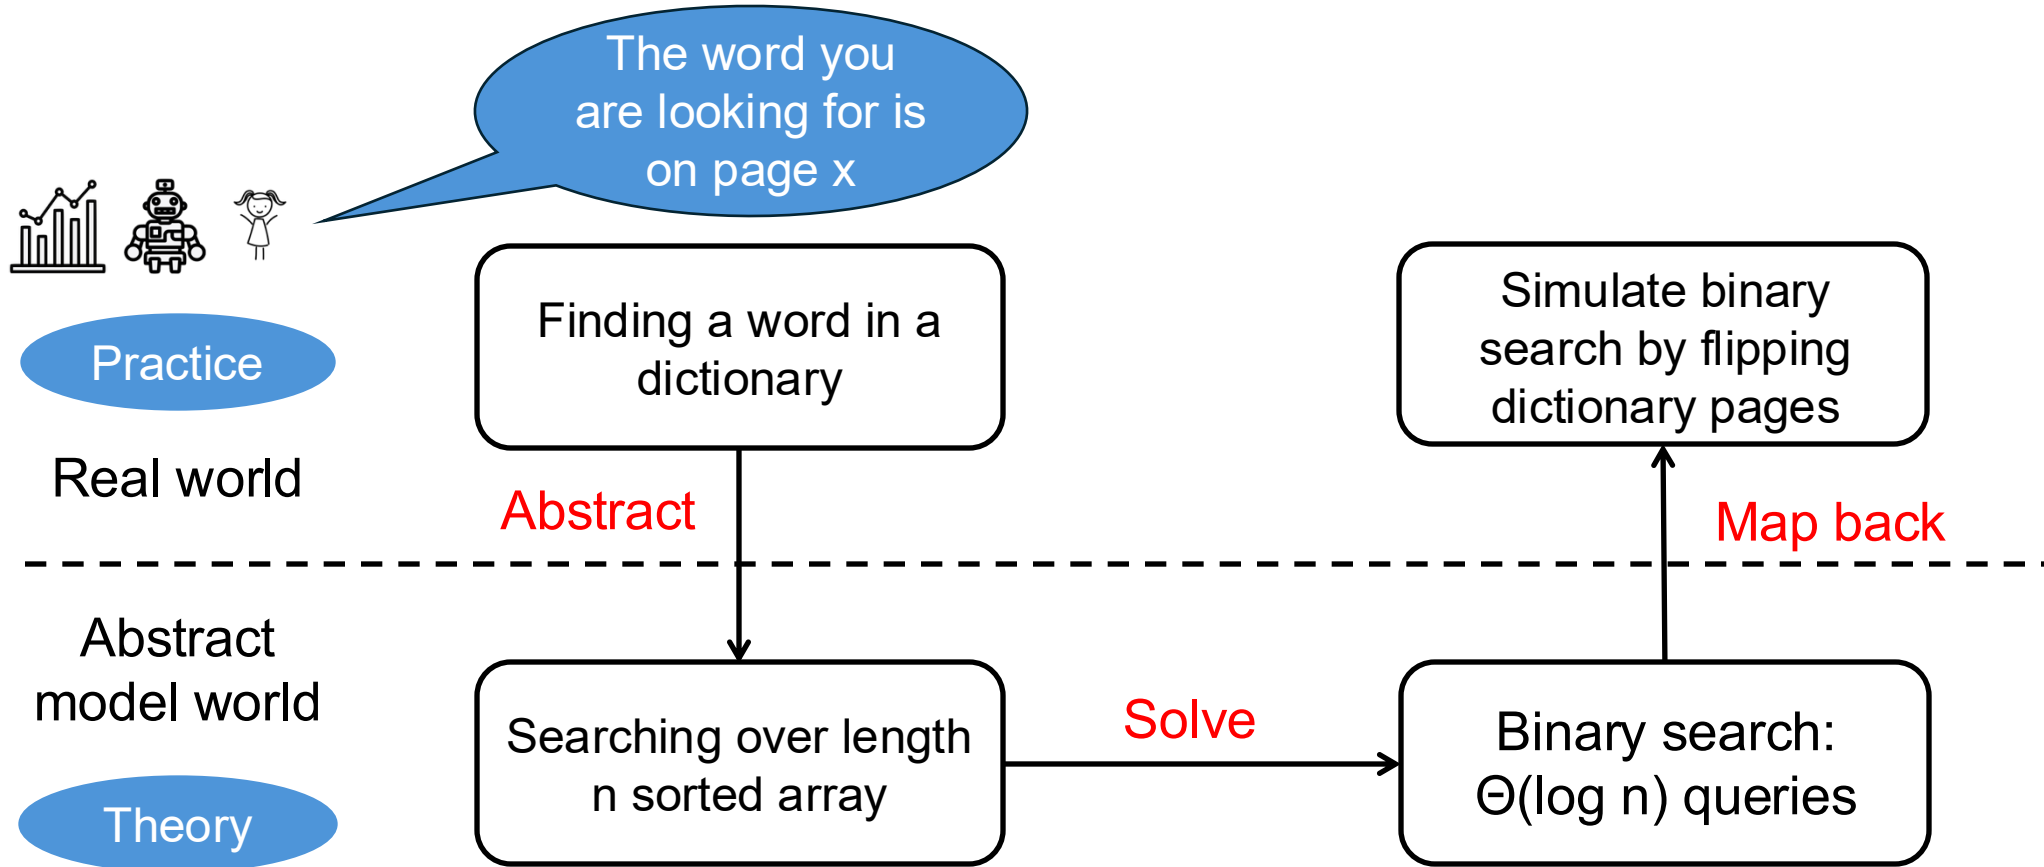 The word you
are looking for is
on page x
Practice
Real world
Finding a word in a
dictionary
Simulate binary
search by flipping
dictionary pages
Abstract
Map back
Abstract
model world
Theory
Searching over length
n sorted array
Solve
Binary search:
Θ(log n) queries